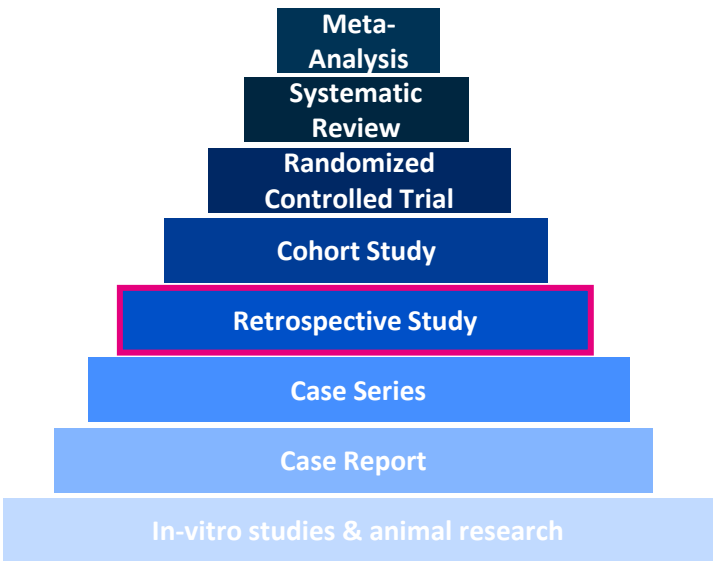 Meta-
Analysis
Systematic
Review
Randomized
Controlled Trial
Cohort Study
Retrospective Study
Case Series
Case Report
In-vitro studies & animal research